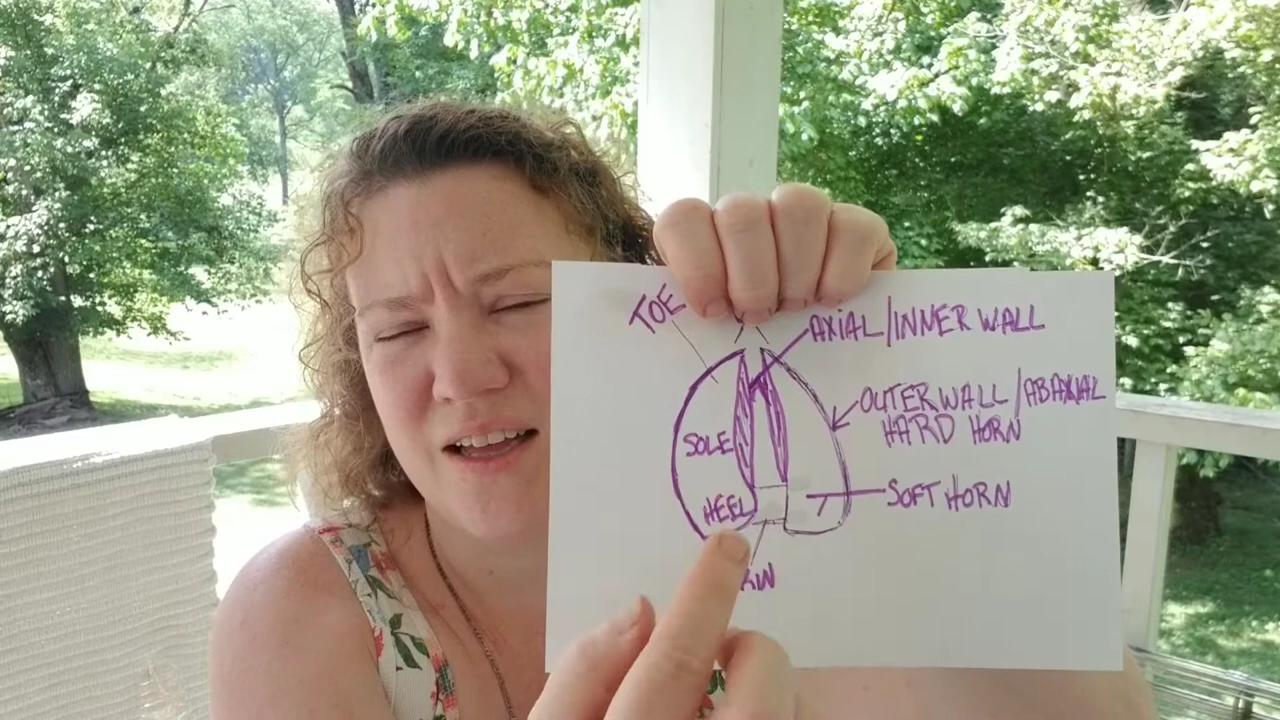 TOE
AXIAL/INNER WALL
OUTER WALL/ABAXIAL
HARD HORN
SOLE
SOFT HORN
HEEL